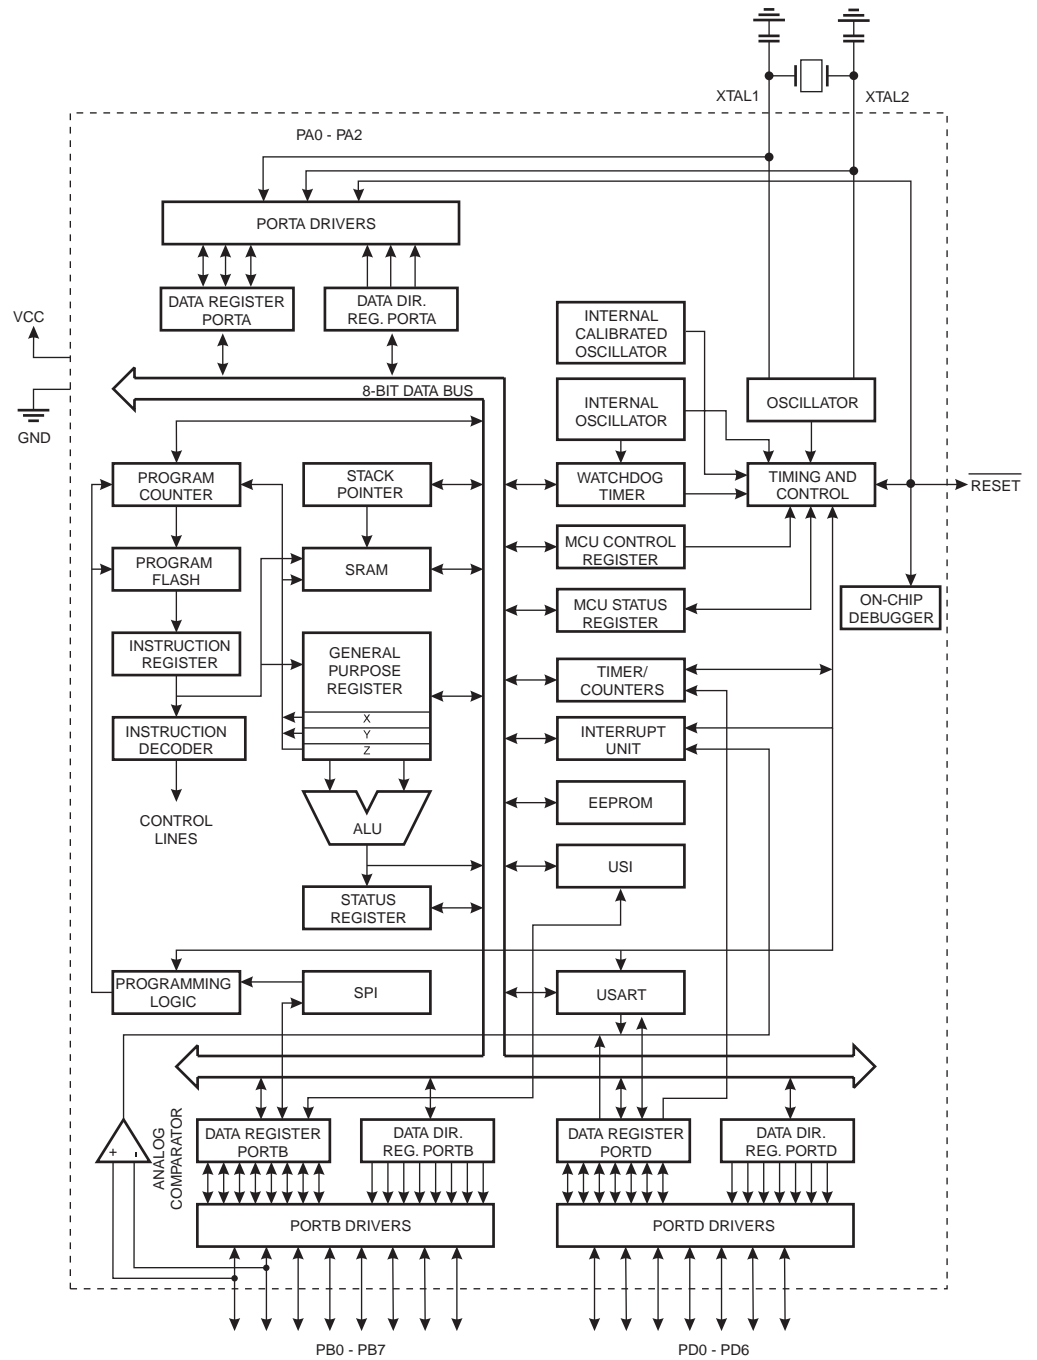 XTAL1
XTAL2
PA0 - PA2
PORTA DRIVERS
DATA REGISTER
PORTA
DATA DIR.
REG. PORTA
VCC
GND
8-BIT DATA BUS
INTERNAL
CALIBRATED
OSCILLATOR
INTERNAL
OSCILLATOR
OSCILLATOR
PROGRAM
COUNTER
STACK
POINTER
WATCHDOG
TIMER
TIMING AND
CONTROL
RESET
PROGRAM
FLASH
SRAM
MCU CONTROL
REGISTER
MCU STATUS
REGISTER
ON-CHIP
DEBUGGER
INSTRUCTION
REGISTER
GENERAL
PURPOSE
REGISTER
X
Y
Z
TIMER/
COUNTERS
INSTRUCTION
DECODER
INTERRUPT
UNIT
CONTROL
LINES
ALU
EEPROM
USI
STATUS
REGISTER
PROGRAMMING
LOGIC
SPI
USART
ANALOG
COMPARATOR
+
-
DATA REGISTER
PORTB
DATA DIR.
REG. PORTB
DATA REGISTER
PORTD
DATA DIR.
REG. PORTD
PORTB DRIVERS
PORTD DRIVERS
PB0 - PB7
PD0 - PD6